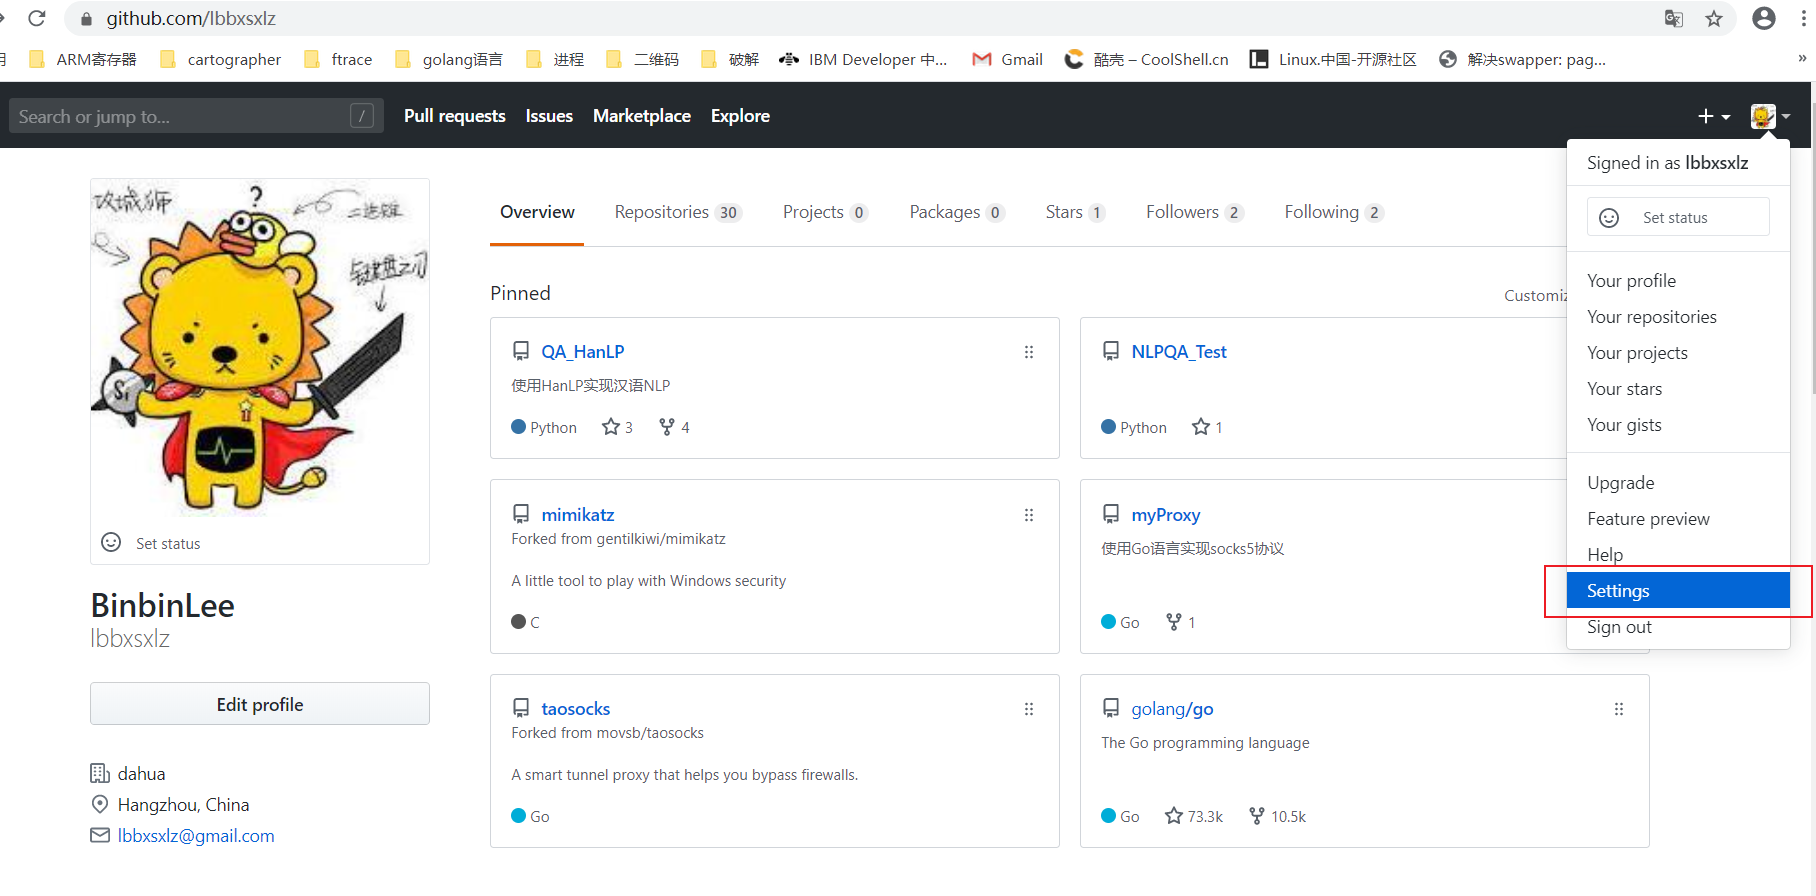 github.com/lbbxsxlz
ARM寄存器 cartographer ftrace golang语言 进程 二维码 破解 IBM Developer 中... Gmail 酷壳 – CoolShell.cn Linux.中国-开源社区 解决swapper: pag... »
Search or jump to... / Pull requests Issues Marketplace Explore
Signed in as lbbxsxlz
Set status
Your profile
Your repositories
Your projects
Your stars
Your gists
Upgrade
Feature preview
Help
Settings
Sign out
攻城狮
?
二进制
键盘之刃
Si
Set status
BinbinLee
lbbxsxlz
Edit profile
dahua
Hangzhou, China
lbbxsxlz@gmail.com
Overview Repositories 30 Projects 0 Packages 0 Stars 1 Followers 2 Following 2
Pinned
Customiz
QA_HanLP
使用HanLP实现汉语NLP
Python 3 4
NLPQA_Test
Python 1
mimikatz
Forked from gentilkiwi/mimikatz
A little tool to play with Windows security
C
myProxy
使用Go语言实现socks5协议
Go 1
taosocks
Forked from movsb/taosocks
A smart tunnel proxy that helps you bypass firewalls.
Go
golang/go
The Go programming language
Go 73.3k 10.5k